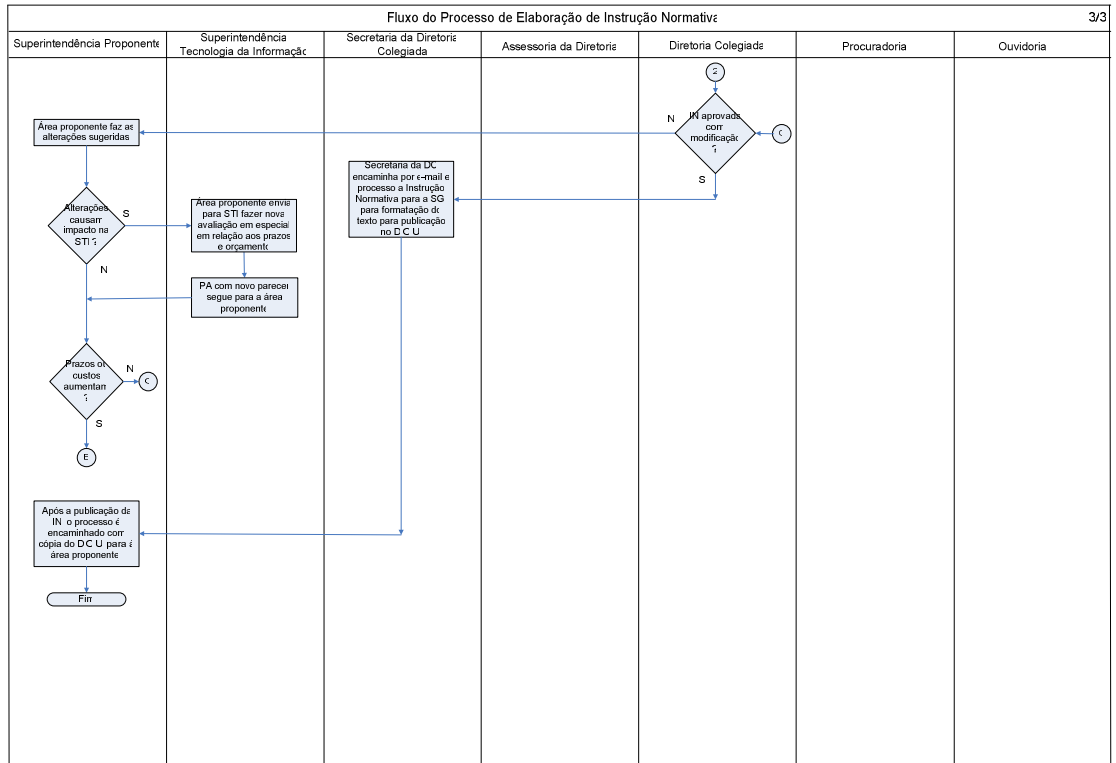 Fluxo do Processo de Elaboração de Instrução Normativa
3/3
Superintendência Proponente
Superintendência
Tecnologia da Informação
Secretaria da Diretoria
Colegiada
Assessoria da Diretoria
Diretoria Colegiada
Procuradoria
Ouvidoria
2
IN aprovada
com
modificação
?
C
N
S
Área proponente faz as
alterações sugeridas
Secretaria da DC
encaminha por e-mail e
processo a Instrução
Normativa para a SG
para formatação do
texto para publicação
no D.O.U.
Alterações
causam
impacto na
STI ?
S
N
Área proponente envia
para STI fazer nova
avaliação em especial
em relação aos prazos
e orçamento
PA com novo parecer
segue para a área
proponente
Prazos ou
custos
aumentam
?
N
C
S
E
Após a publicação da
IN o processo é
encaminhado com
cópia do D.O.U. para a
área proponente
Fim